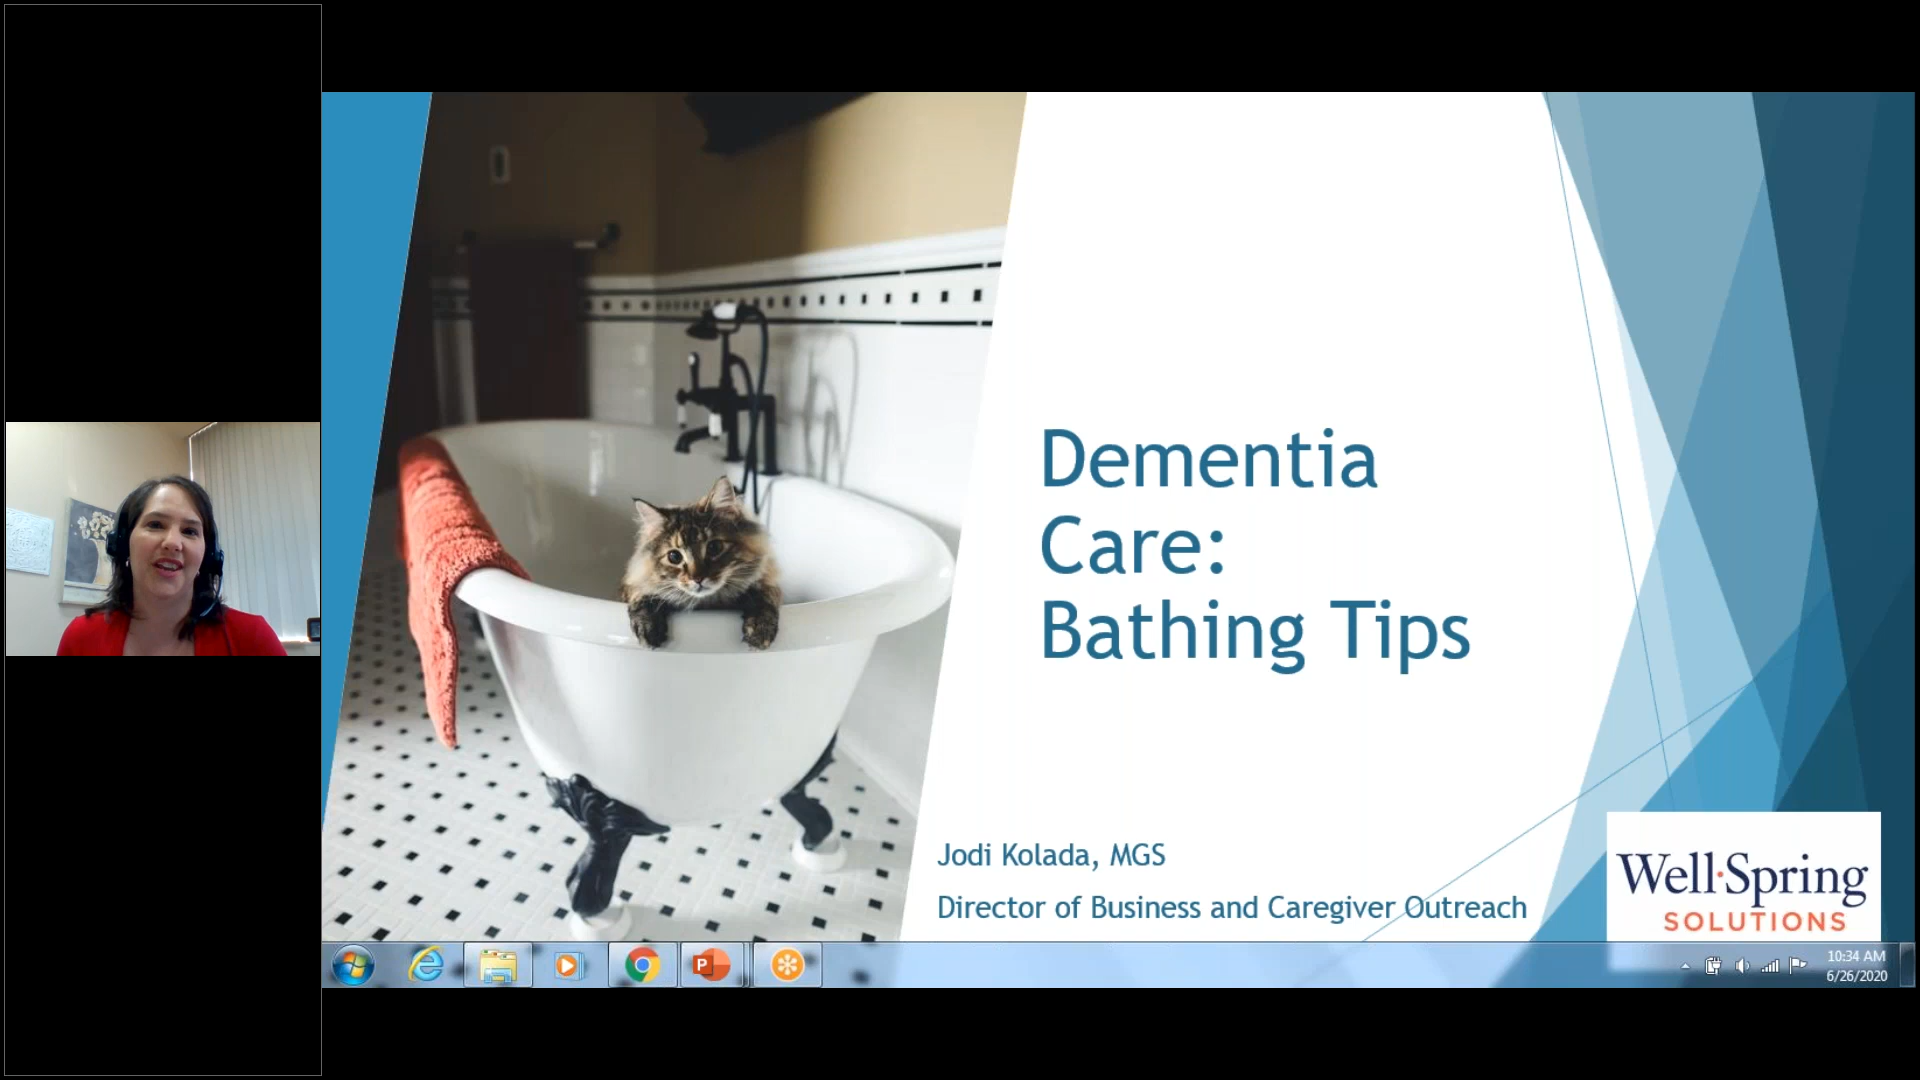 Dementia
Care:
Bathing Tips
Jodi Kolada, MGS
Director of Business and Caregiver Outreach
Well·Spring
SOLUTIONS
10:34 AM
6/26/2020